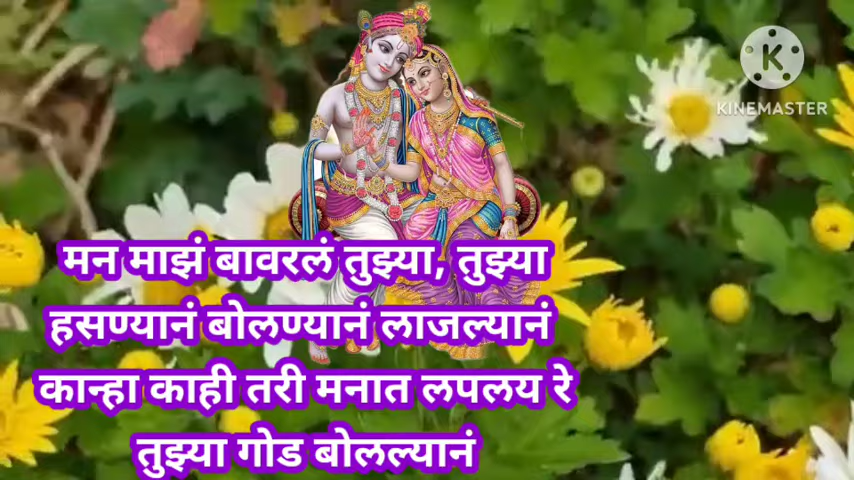 KINEMASTER
मन माझं बावरलं तुझ्या, तुझ्या
हसण्यानं बोलण्यानं लाजल्यानं
कान्हा काही तरी मनात लपलय रे
तुझ्या गोड बोलल्यानं